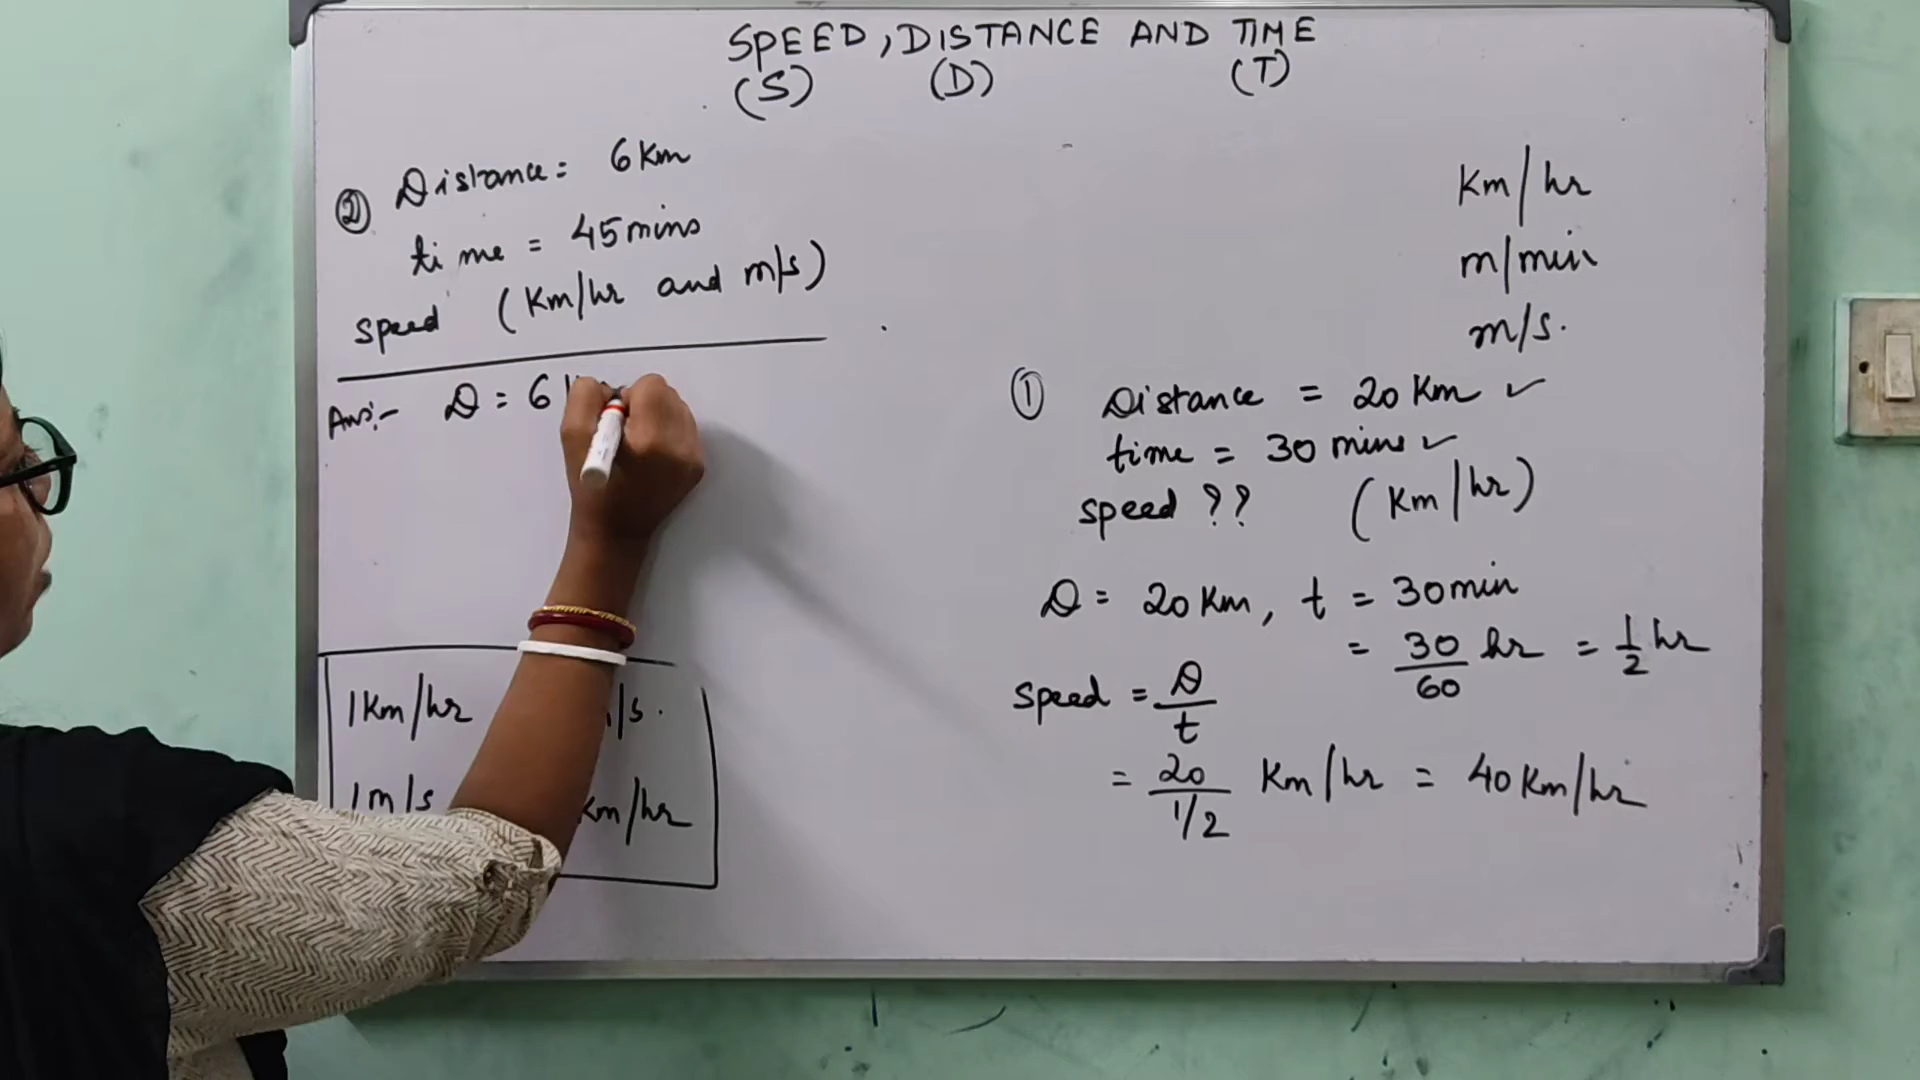 SPEED, DISTANCE AND TIME
(S) (D) (T)
② Distance = 6 Km
time = 45 mins
speed (Km/hr and m/s)
Ans:- D = 6
1 Km/hr /s.
1 m/s Km/hr
Km/hr
m/min
m/s.
① Distance = 20 Km ✓
time = 30 mins ✓
speed ?? (Km/hr)
D = 20 Km, t = 30 min
= 30/60 hr = 1/2 hr
Speed = D/t
= 20/1/2 Km/hr = 40 Km/hr